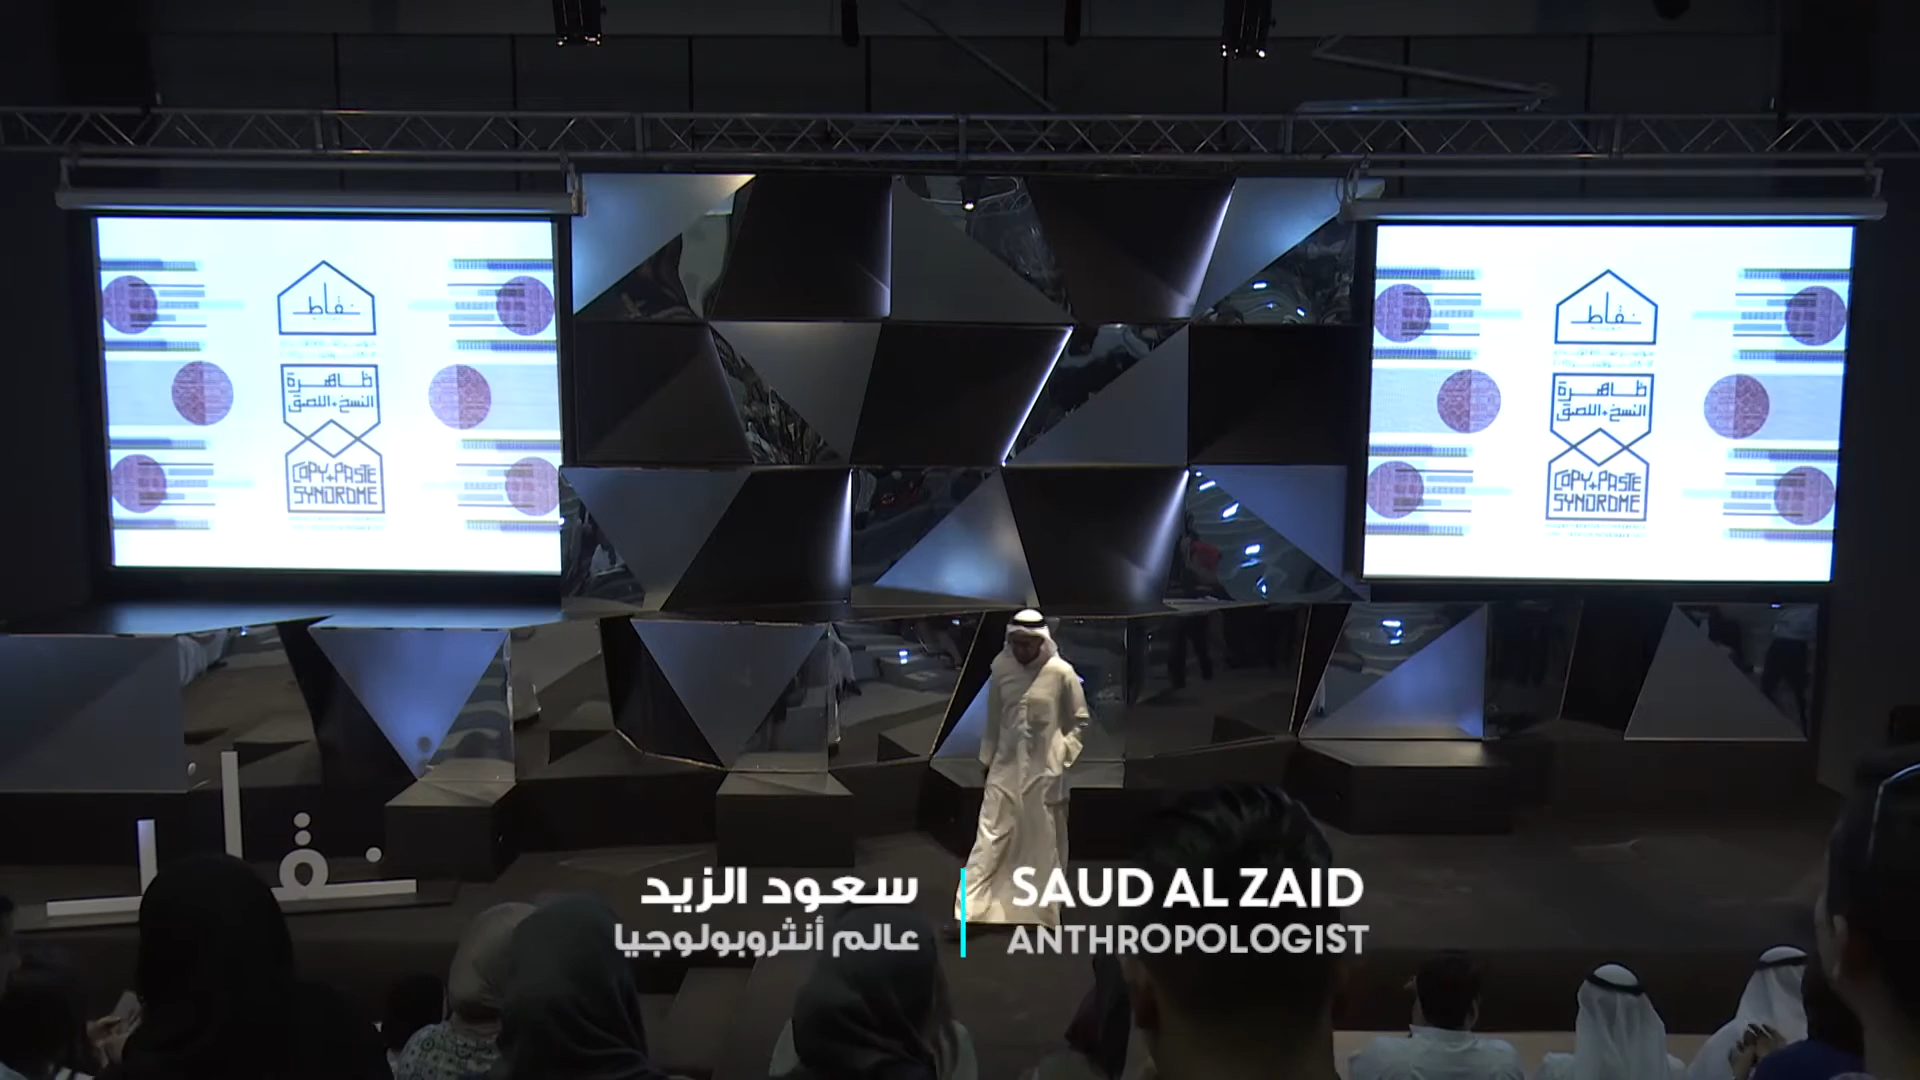 نقاط
ظاهرة
النسخ+اللصق
COPY+PASTE
SYNDROME
نقاط
ظاهرة
النسخ+اللصق
COPY+PASTE
SYNDROME
نقاط
سعود الزيد
عالم أنثروبولوجيا
SAUD AL ZAID
ANTHROPOLOGIST